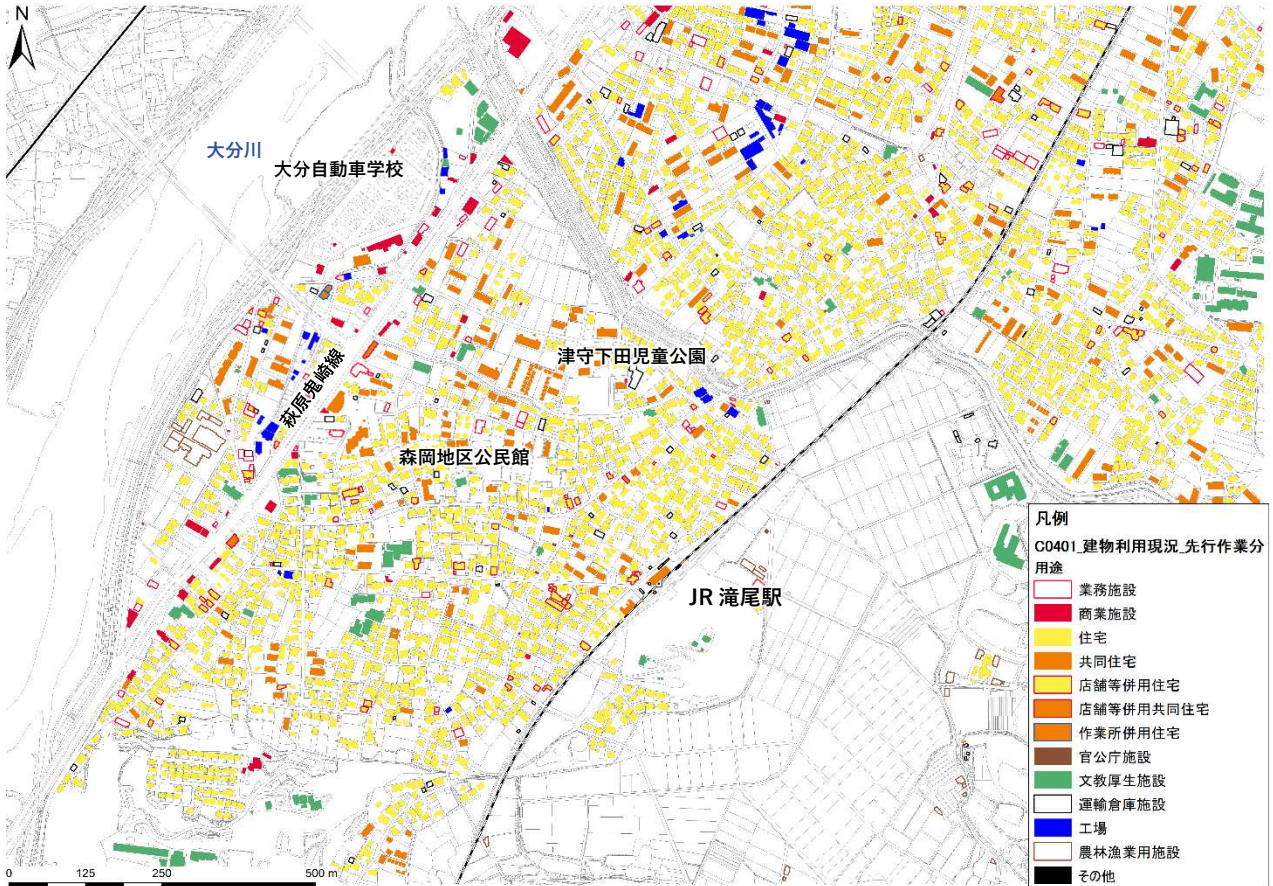 N
大分川
大分自動車学校
萩原鬼崎線
津守下田児童公園
森岡地区公民館
JR 滝尾駅
凡例
C0401_建物利用現況_先行作業分
用途
業務施設
商業施設
住宅
共同住宅
店舗等併用住宅
店舗等併用共同住宅
作業所併用住宅
官公庁施設
文教厚生施設
運輸倉庫施設
工場
農林漁業用施設
その他
0 125 250 500 m